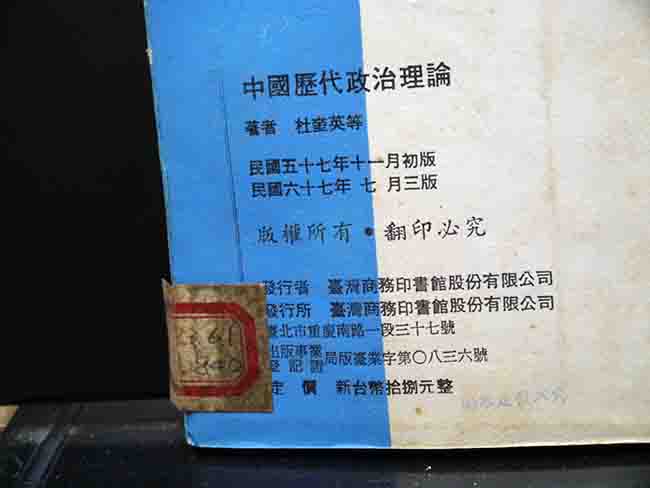 中國歷代政治理論
著者　杜奎英等
民國五十七年十一月初版
民國六十七年 七 月三版
版權所有・翻印必究
發行者　臺灣商務印書館股份有限公司
發行所　臺灣商務印書館股份有限公司
臺北市重慶南路一段三十七號
出版事業登記證 局版臺業字第〇八三六號
定　價　新台幣拾捌元整